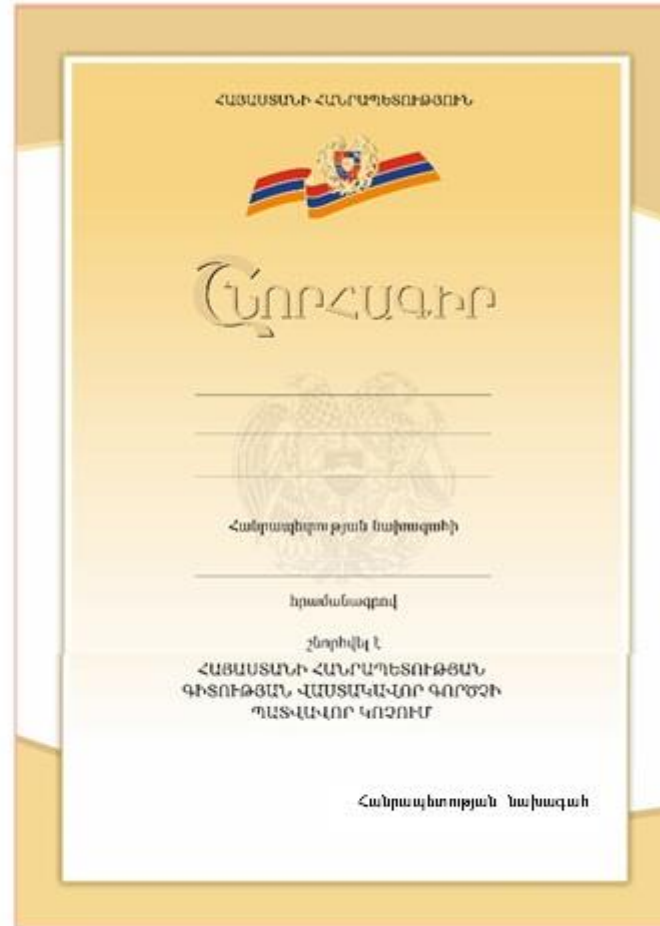 ՀԱՅԱՍՏԱՆԻ ՀԱՆՐԱՊԵՏՈՒԹՅՈՒՆ
ՇՆՈՐՀԱԳԻՐ
Հանրապետության նախագահի
հրամանագրով
շնորհվել է
ՀԱՅԱՍՏԱՆԻ ՀԱՆՐԱՊԵՏՈՒԹՅԱՆ
ԳԻՏՈՒԹՅԱՆ ՎԱՍՏԱԿԱՎՈՐ ԳՈՐԾՉԻ
ՊԱՏՎԱՎՈՐ ԿՈՉՈՒՄ
Հանրապետության նախագահ